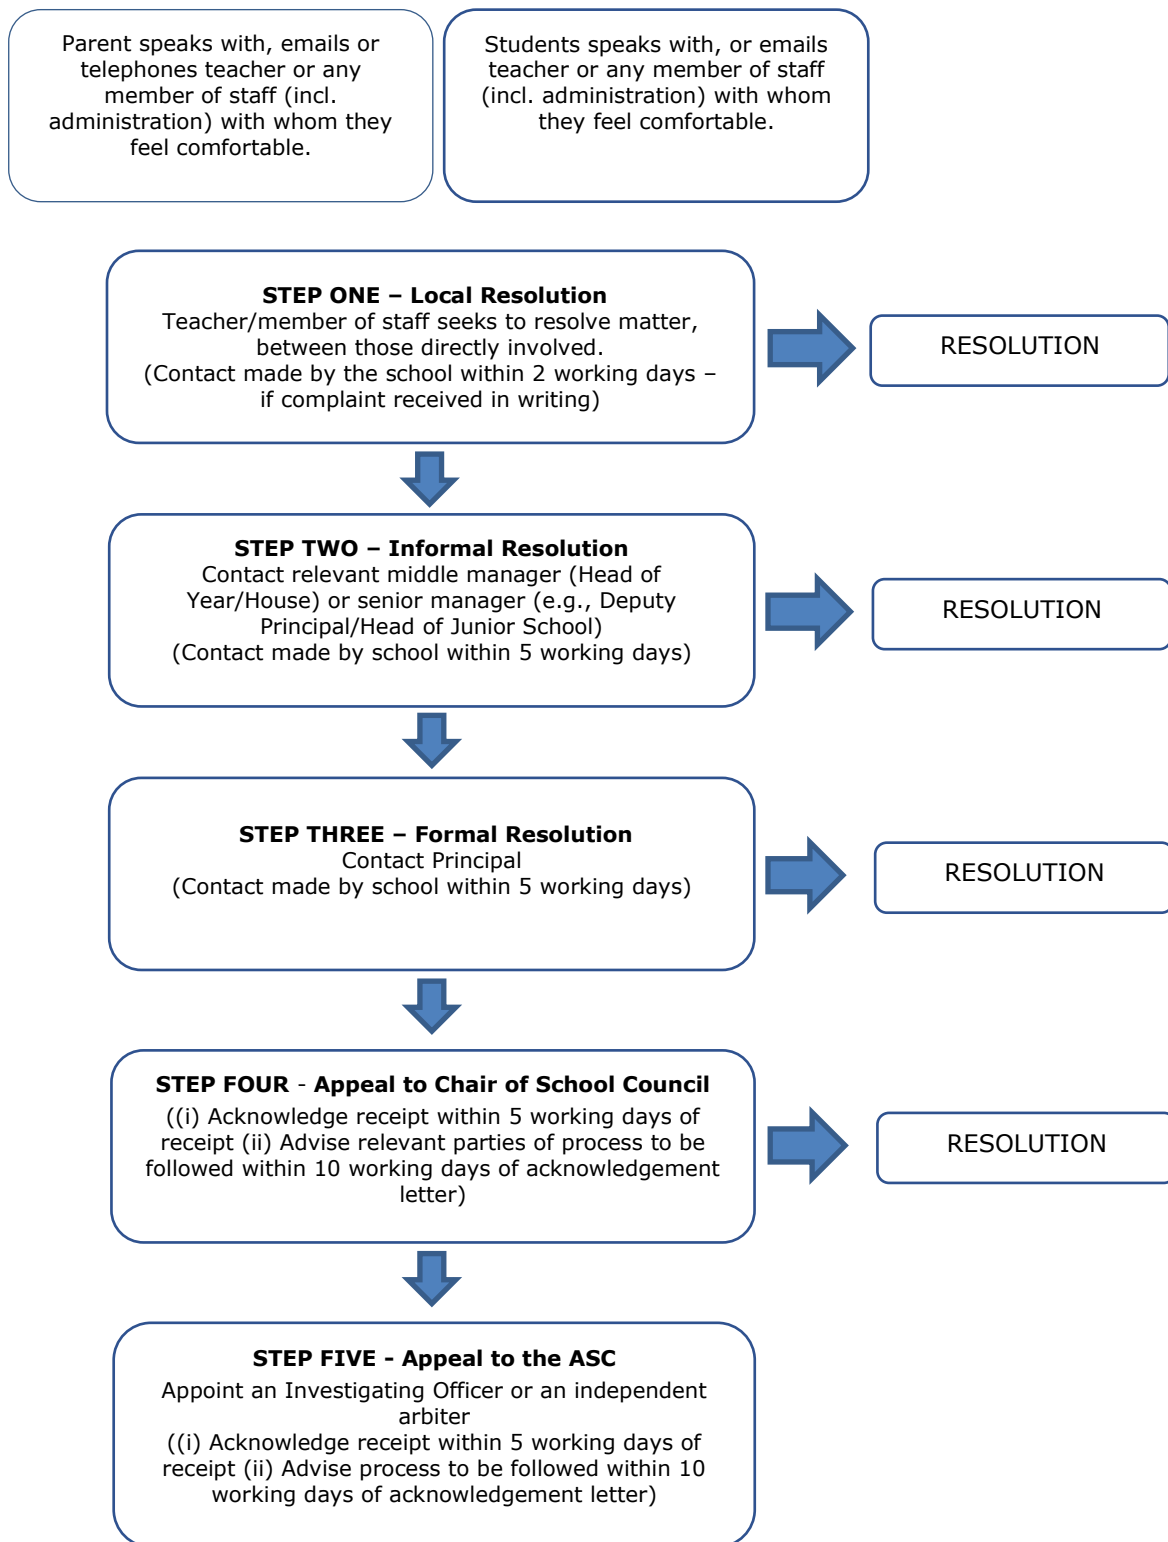 Parent speaks with, emails or
telephones teacher or any
member of staff (incl.
administration) with whom they
feel comfortable.
Students speaks with, or emails
teacher or any member of staff
(incl. administration) with whom
they feel comfortable.
STEP ONE – Local Resolution
Teacher/member of staff seeks to resolve matter,
between those directly involved.
(Contact made by the school within 2 working days –
if complaint received in writing)
RESOLUTION
STEP TWO – Informal Resolution
Contact relevant middle manager (Head of
Year/House) or senior manager (e.g., Deputy
Principal/Head of Junior School)
(Contact made by school within 5 working days)
RESOLUTION
STEP THREE – Formal Resolution
Contact Principal
(Contact made by school within 5 working days)
RESOLUTION
STEP FOUR - Appeal to Chair of School Council
((i) Acknowledge receipt within 5 working days of
receipt (ii) Advise relevant parties of process to be
followed within 10 working days of acknowledgement
letter)
RESOLUTION
STEP FIVE - Appeal to the ASC
Appoint an Investigating Officer or an independent
arbiter
((i) Acknowledge receipt within 5 working days of
receipt (ii) Advise process to be followed within 10
working days of acknowledgement letter)